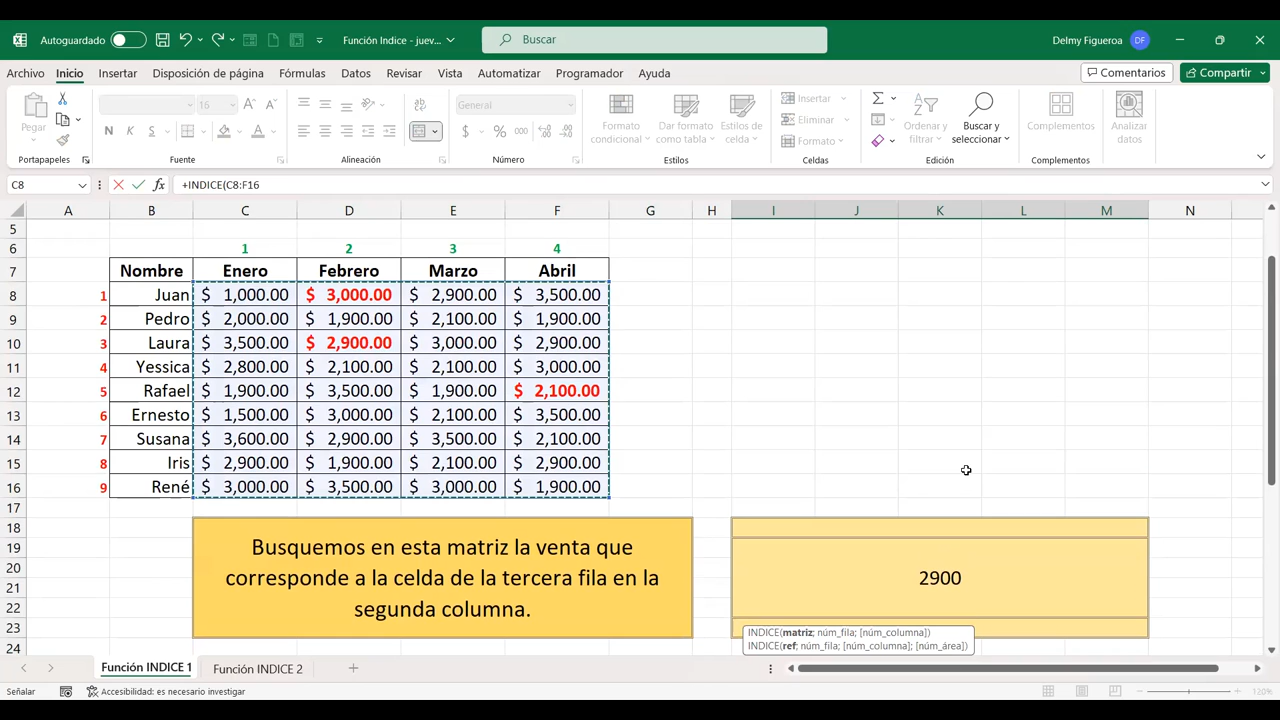 Autoguardado
Función Indice - juev...
Buscar
Delmy Figueroa
DF
Archivo Inicio Insertar Disposición de página Fórmulas Datos Revisar Vista Automatizar Programador Ayuda
Comentarios
Compartir
Pegar
16
N K S
General
$ % 000
Formato condicional
Dar formato como tabla
Estilos de celda
Insertar
Eliminar
Formato
Ordenar y filtrar
Buscar y seleccionar
Complementos
Analizar datos
Portapapeles Fuente Alineación Número Estilos Celdas Edición Complementos
C8 fx +INDICE(C8:F16
A B C D E F G H I J K L M N
5
6 1 2 3 4
7 Nombre Enero Febrero Marzo Abril
8 1 Juan $ 1,000.00 $ 3,000.00 $ 2,900.00 $ 3,500.00
9 2 Pedro $ 2,000.00 $ 1,900.00 $ 2,100.00 $ 1,900.00
10 3 Laura $ 3,500.00 $ 2,900.00 $ 3,000.00 $ 2,900.00
11 4 Yessica $ 2,800.00 $ 2,100.00 $ 2,100.00 $ 3,000.00
12 5 Rafael $ 1,900.00 $ 3,500.00 $ 1,900.00 $ 2,100.00
13 6 Ernesto $ 1,500.00 $ 3,000.00 $ 2,100.00 $ 3,500.00
14 7 Susana $ 3,600.00 $ 2,900.00 $ 3,500.00 $ 2,100.00
15 8 Iris $ 2,900.00 $ 1,900.00 $ 2,100.00 $ 2,900.00
16 9 René $ 3,000.00 $ 3,500.00 $ 3,000.00 $ 1,900.00
17
18
19
20
21
22
23
24
Busquemos en esta matriz la venta que
corresponde a la celda de la tercera fila en la
segunda columna.
2900
INDICE(matriz; núm_fila; [núm_columna])
INDICE(ref; núm_fila; [núm_columna]; [núm_área])
Función INDICE 1 Función INDICE 2
Señalar
Accesibilidad: es necesario investigar
120%